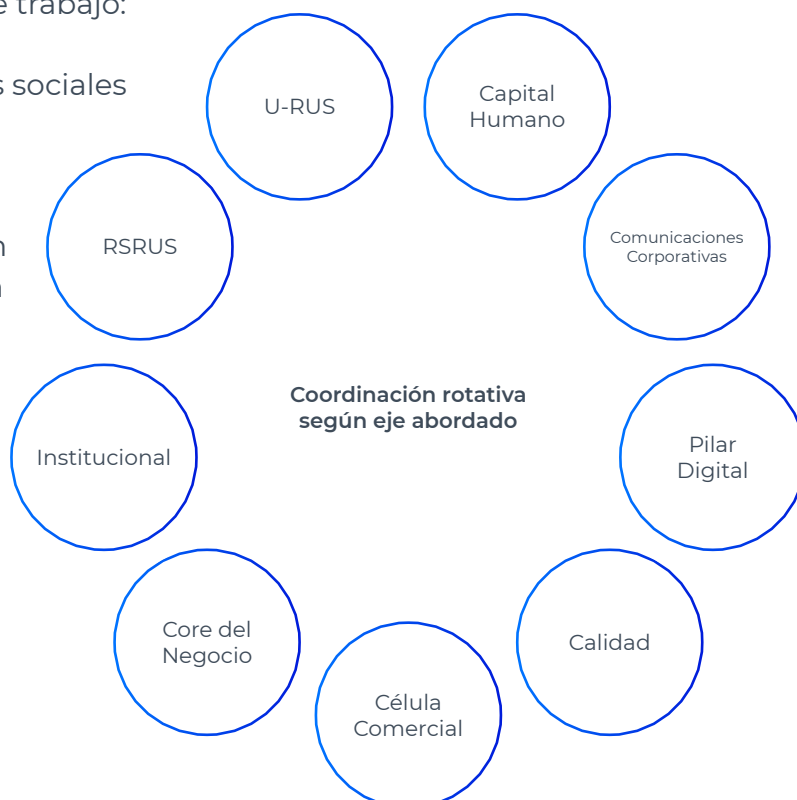 trabajo:
sociales
U-RUS
Capital
Humano
RSRUS
Comunicaciones
Corporativas
Coordinación rotativa
según eje abordado
Institucional
Pilar
Digital
Core del
Negocio
Calidad
Célula
Comercial